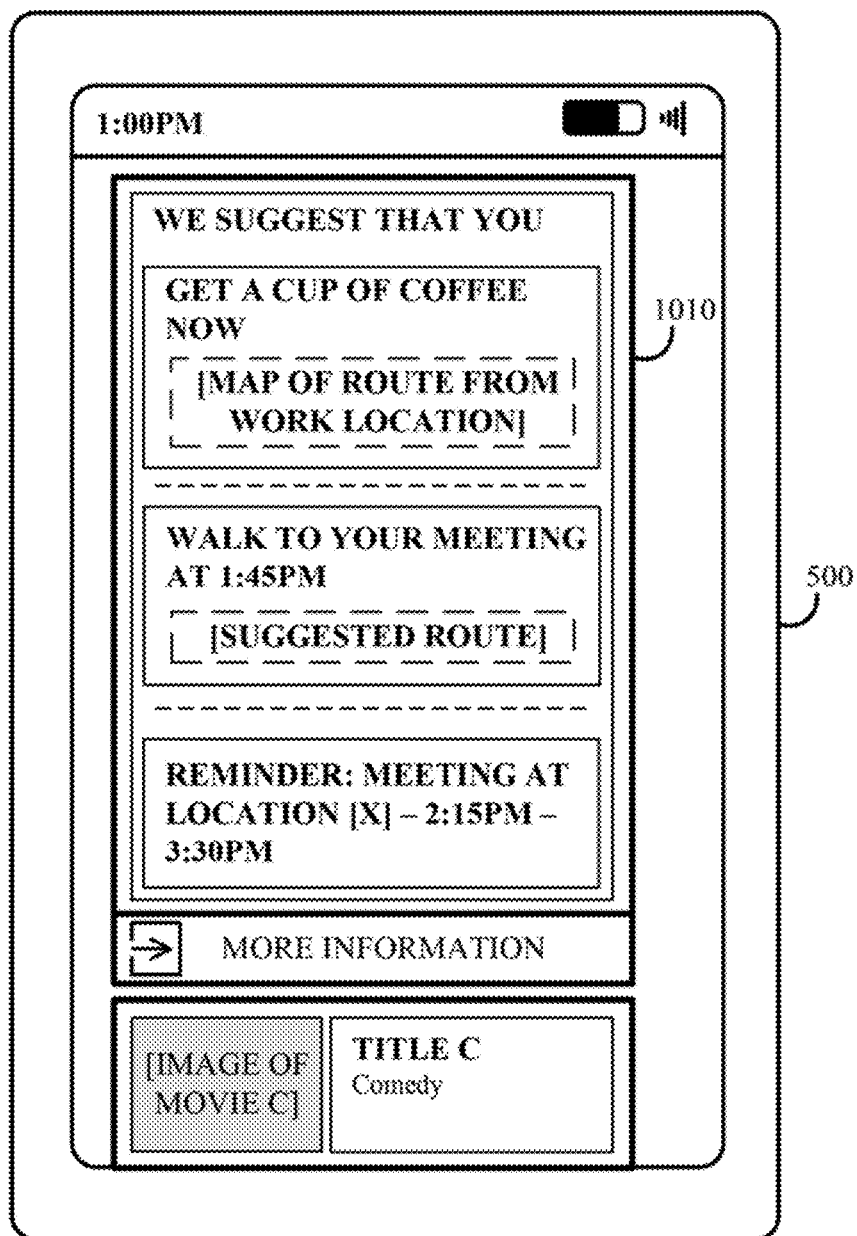 1:00PM
WE SUGGEST THAT YOU
GET A CUP OF COFFEE
NOW
[MAP OF ROUTE FROM
WORK LOCATION]
1010
WALK TO YOUR MEETING
AT 1:45PM
[SUGGESTED ROUTE]
500
REMINDER: MEETING AT
LOCATION [X] – 2:15PM –
3:30PM
MORE INFORMATION
[IMAGE OF
MOVIE C]
TITLE C
Comedy